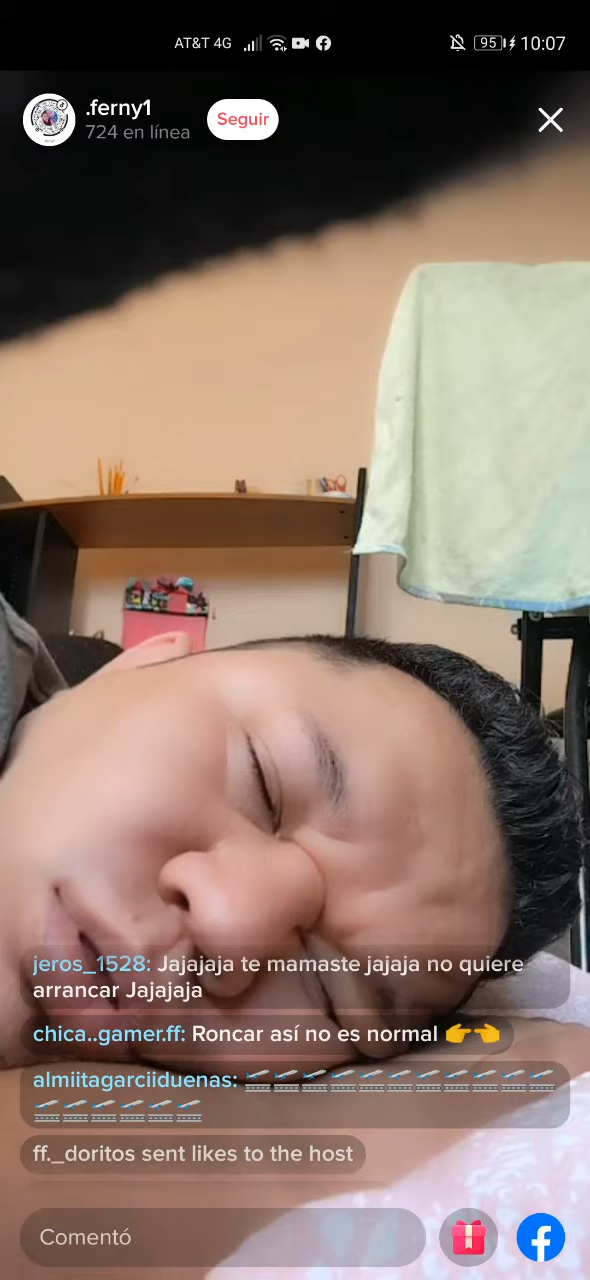 AT&T 4G 95 10:07
.ferny1
724 en línea
Seguir
jeros_1528: Jajajaja te mamaste jajaja no quiere
arrancar Jajajaja
chica..gamer.ff: Roncar así no es normal 👉👈
almiitagarciiduenas: 🛫🛫🛫🛫🛫🛫🛫🛫🛫🛫🛫
🛫🛫🛫🛫🛫🛫
ff._doritos sent likes to the host
Comentó